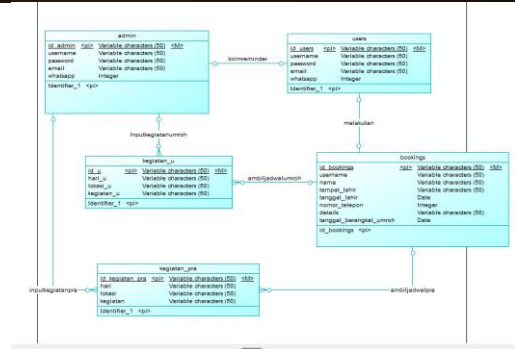 admin
id_admin <pi> Variable characters (50) <M>
username Variable characters (50)
password Variable characters (50)
email Variable characters (50)
whatsapp Integer
Identifier_1 <pi>
users
id_users <pi> Variable characters (50) <M>
username Variable characters (50)
password Variable characters (50)
email Variable characters (50)
whatsapp Integer
Identifier_1 <pi>
kirimreminder
inputkegiatanumroh
melakukan
kegiatan_u
id_u <pi> Variable characters (50) <M>
hari_u Variable characters (50)
lokasi_u Variable characters (50)
kegiatan_u Variable characters (50)
Identifier_1 <pi>
ambiljadwalumroh
bookings
id_bookings <pi> Variable characters (50) <M>
username Variable characters (50)
nama Variable characters (50)
tempat_lahir Variable characters (50)
tanggal_lahir Date
nomor_telepon Integer
details Variable characters (50)
tanggal_berangkat_umroh Date
id_bookings <pi>
kegiatan_pra
id_kegiatan_pra <pi> Variable characters (50) <M>
hari Variable characters (50)
lokasi Variable characters (50)
kegiatan Variable characters (50)
Identifier_1 <pi>
inputkegiatanpra
ambiljadwalpra